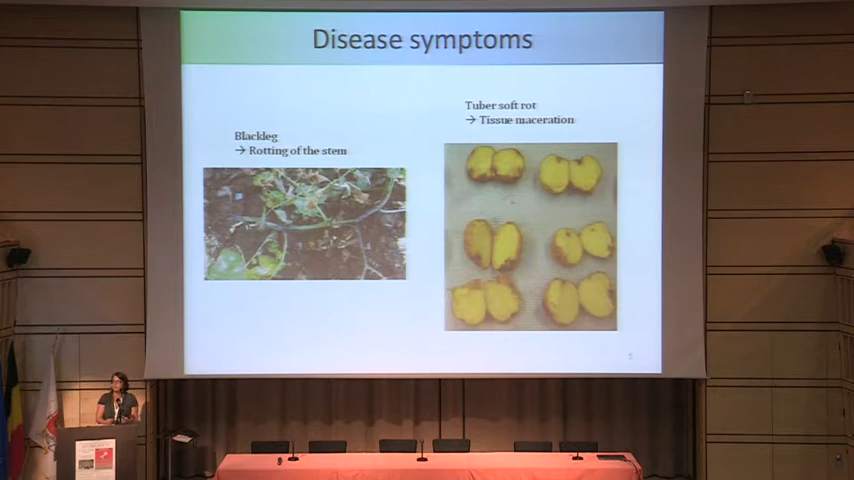 Disease symptoms
Blackleg
→ Rotting of the stem
Tuber soft rot
→ Tissue maceration